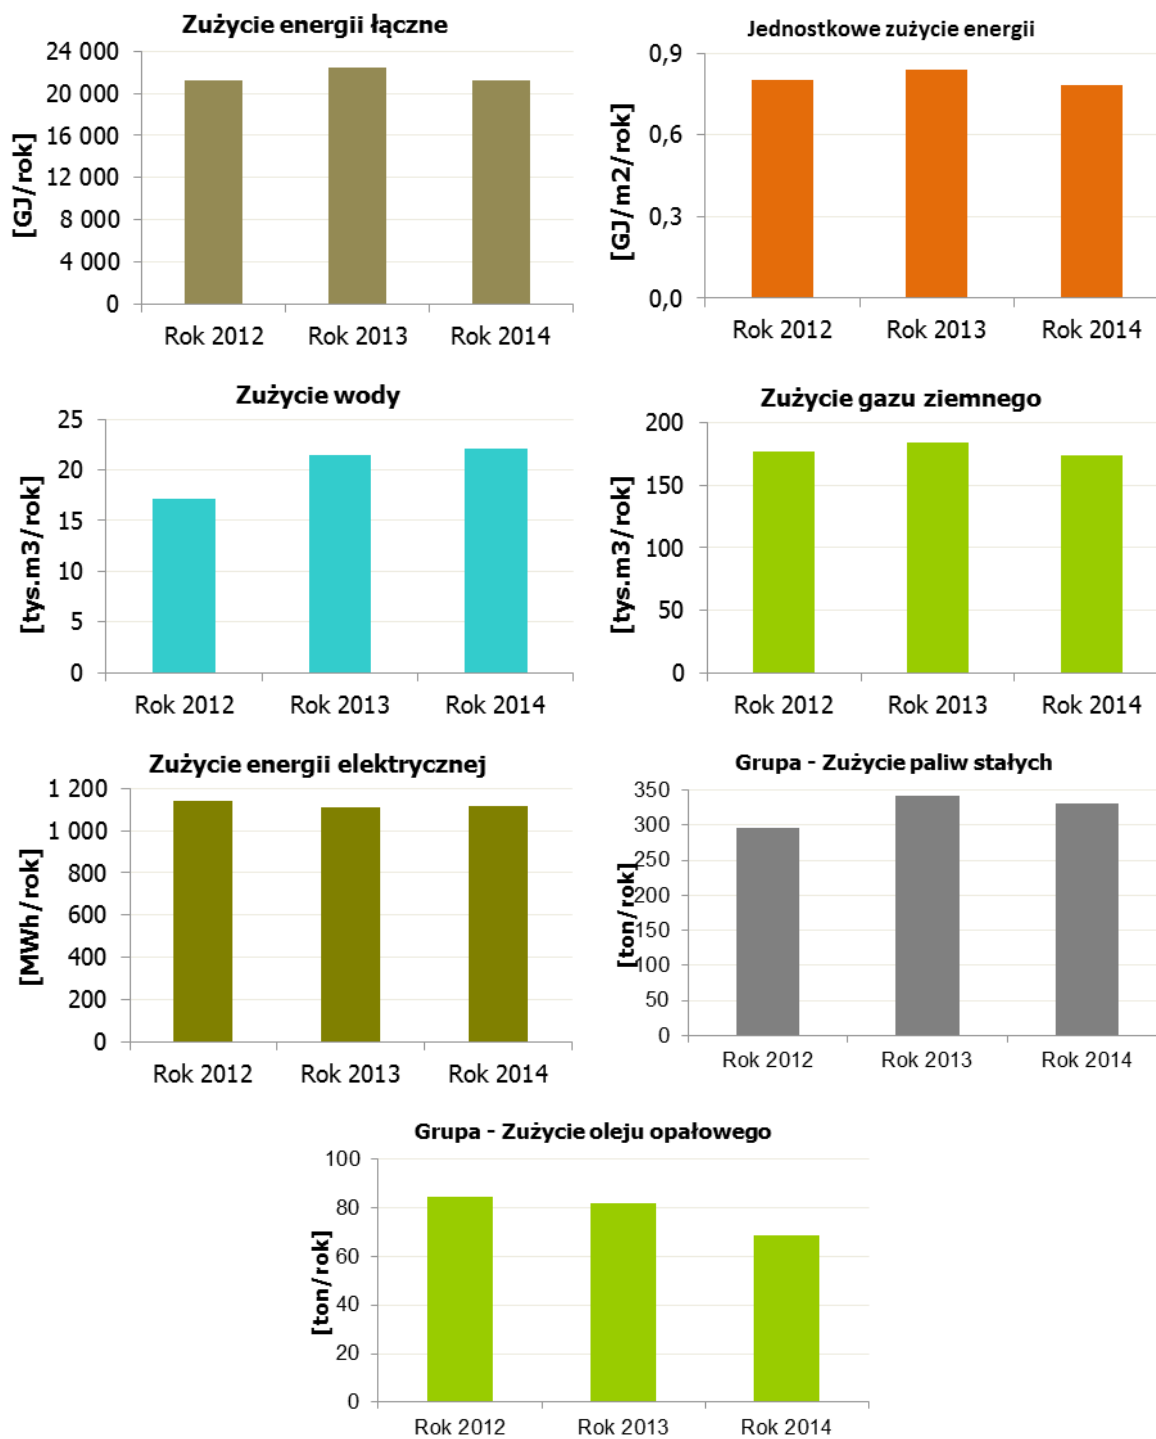 Zużycie energii łączne
[GJ/rok]
24 000
20 000
16 000
12 000
8 000
4 000
0
Rok 2012 Rok 2013 Rok 2014
Jednostkowe zużycie energii
[GJ/m2/rok]
0,9
0,6
0,3
0,0
Rok 2012 Rok 2013 Rok 2014
Zużycie wody
[tys.m3/rok]
25
20
15
10
5
0
Rok 2012 Rok 2013 Rok 2014
Zużycie gazu ziemnego
[tys.m3/rok]
200
150
100
50
0
Rok 2012 Rok 2013 Rok 2014
Zużycie energii elektrycznej
[MWh/rok]
1 200
1 000
800
600
400
200
0
Rok 2012 Rok 2013 Rok 2014
Grupa - Zużycie paliw stałych
[ton/rok]
350
300
250
200
150
100
50
0
Rok 2012 Rok 2013 Rok 2014
Grupa - Zużycie oleju opałowego
[ton/rok]
100
80
60
40
20
0
Rok 2012 Rok 2013 Rok 2014